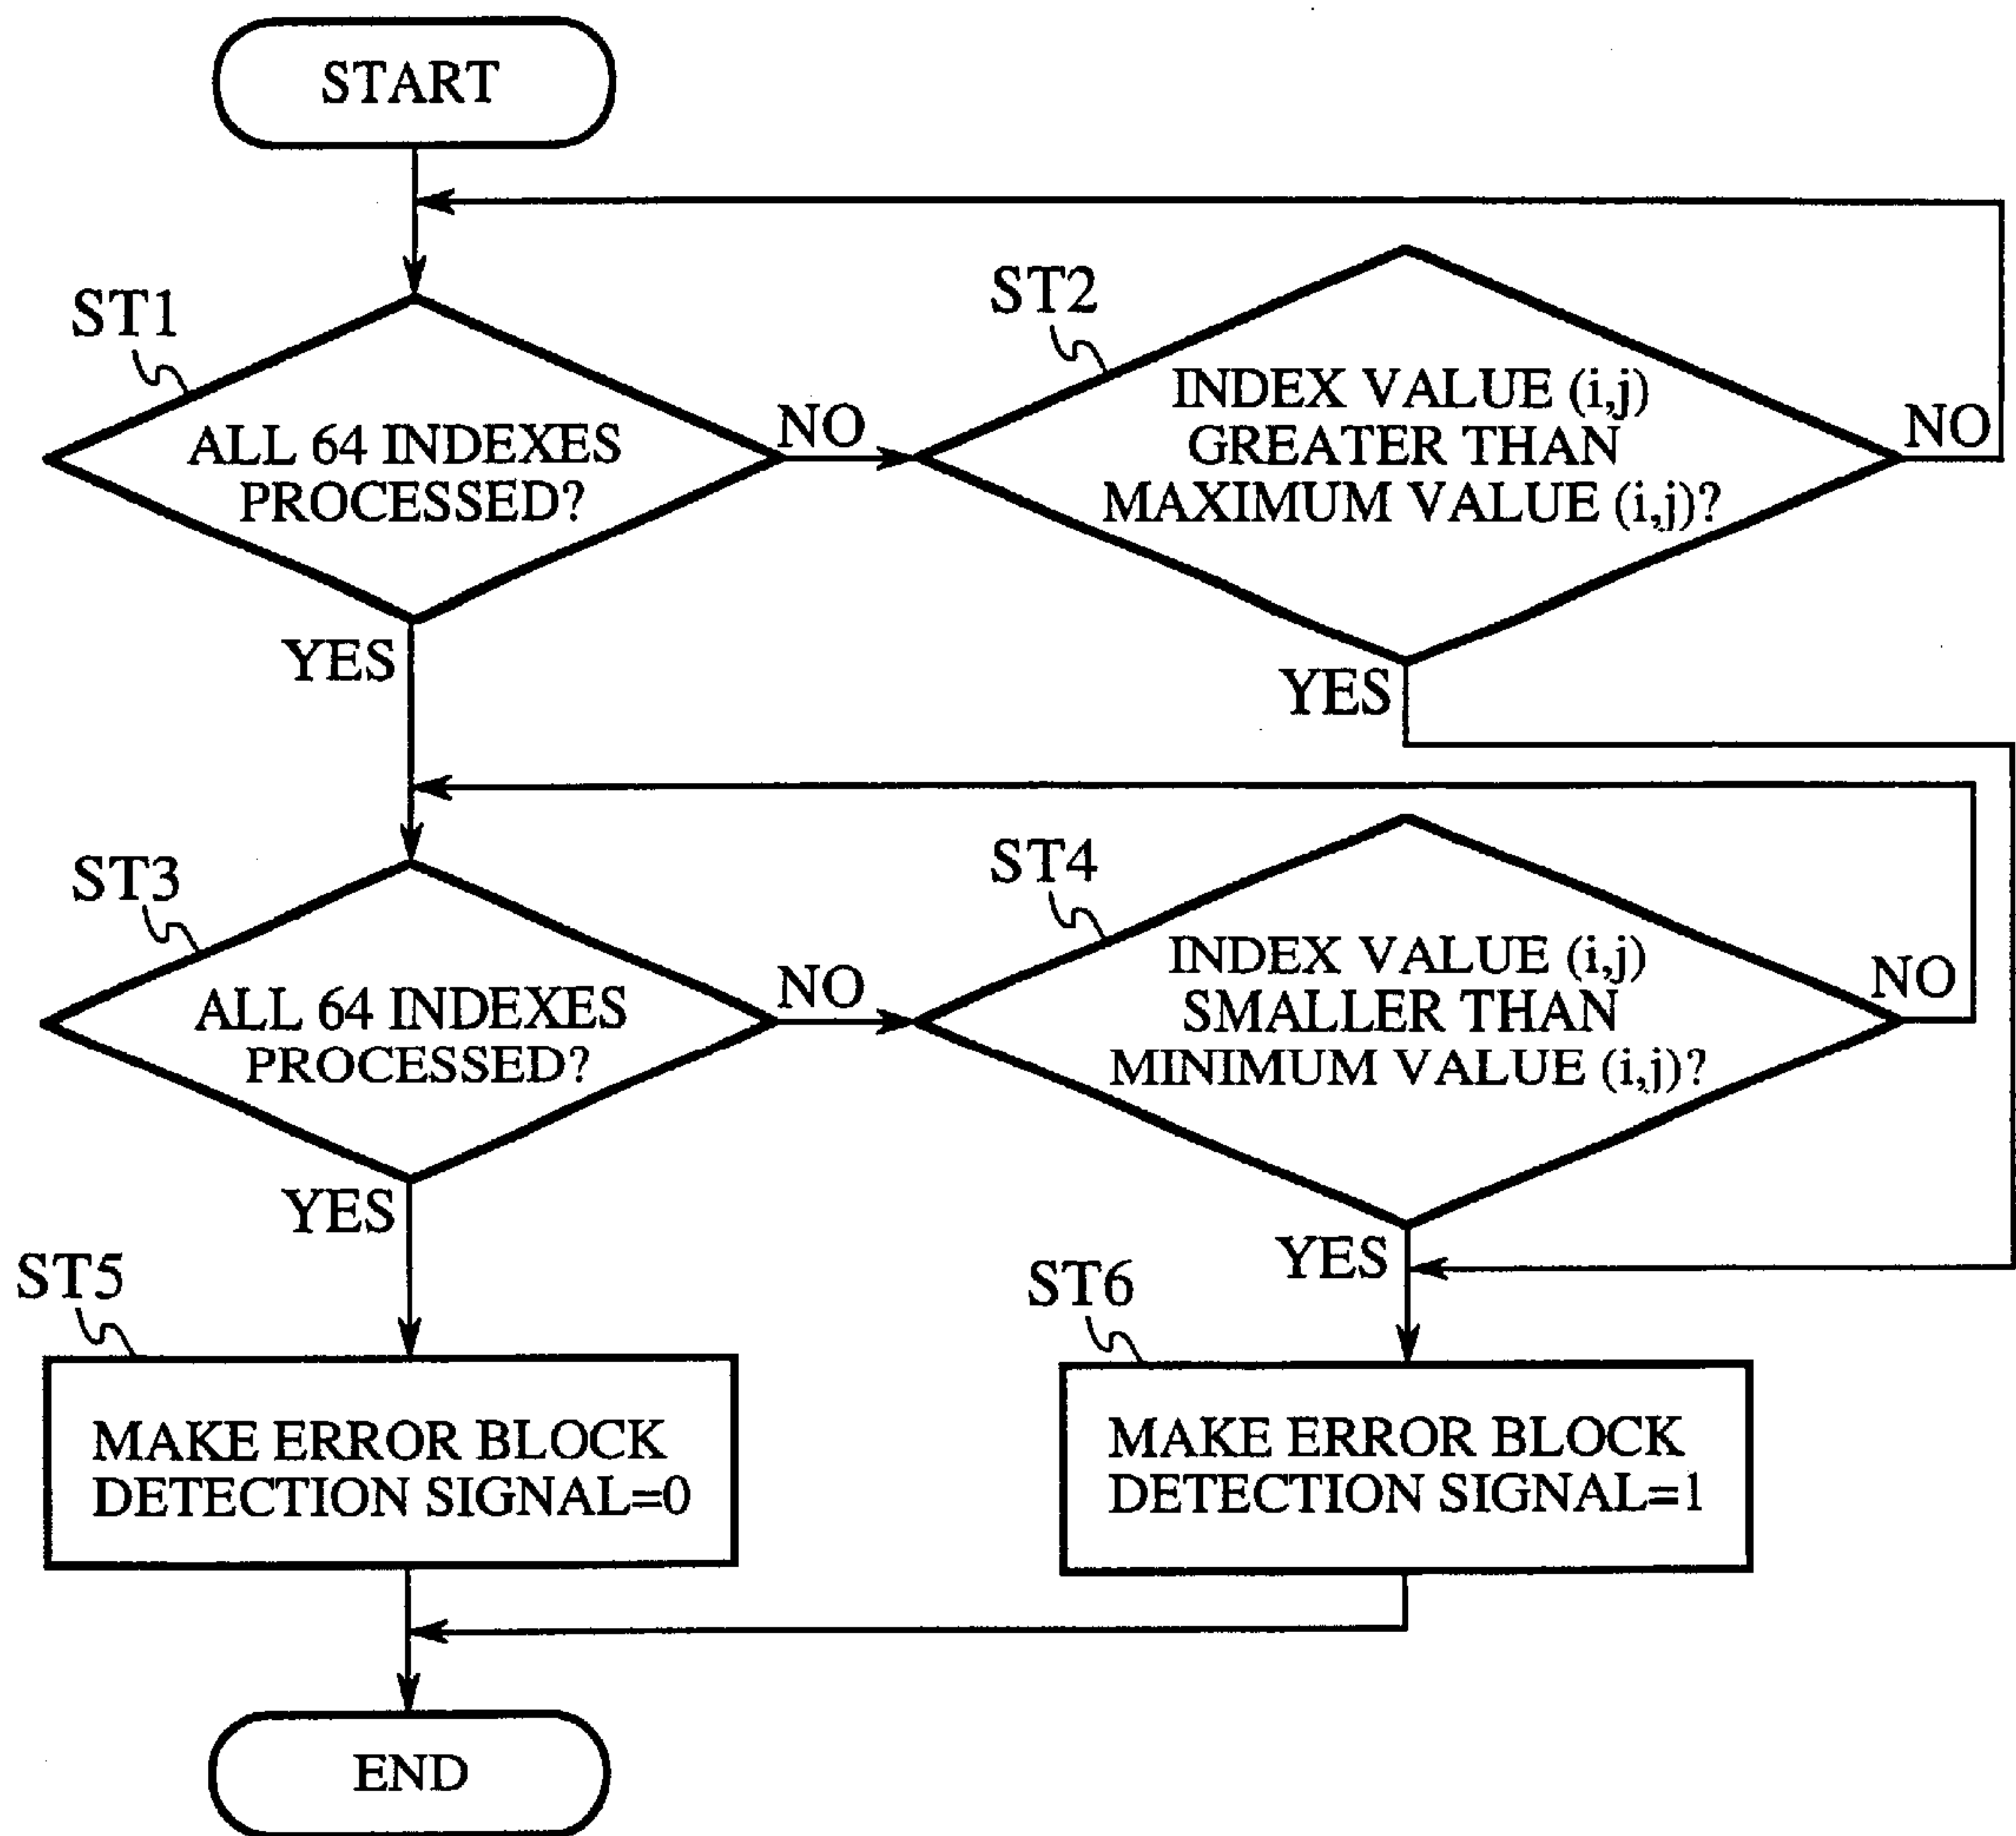 START
ST1
ALL 64 INDEXES
PROCESSED?
NO
YES
ST2
INDEX VALUE (i,j)
GREATER THAN
MAXIMUM VALUE (i,j)?
NO
YES
ST3
ALL 64 INDEXES
PROCESSED?
NO
YES
ST4
INDEX VALUE (i,j)
SMALLER THAN
MINIMUM VALUE (i,j)?
NO
YES
ST5
MAKE ERROR BLOCK
DETECTION SIGNAL=0
ST6
MAKE ERROR BLOCK
DETECTION SIGNAL=1
END